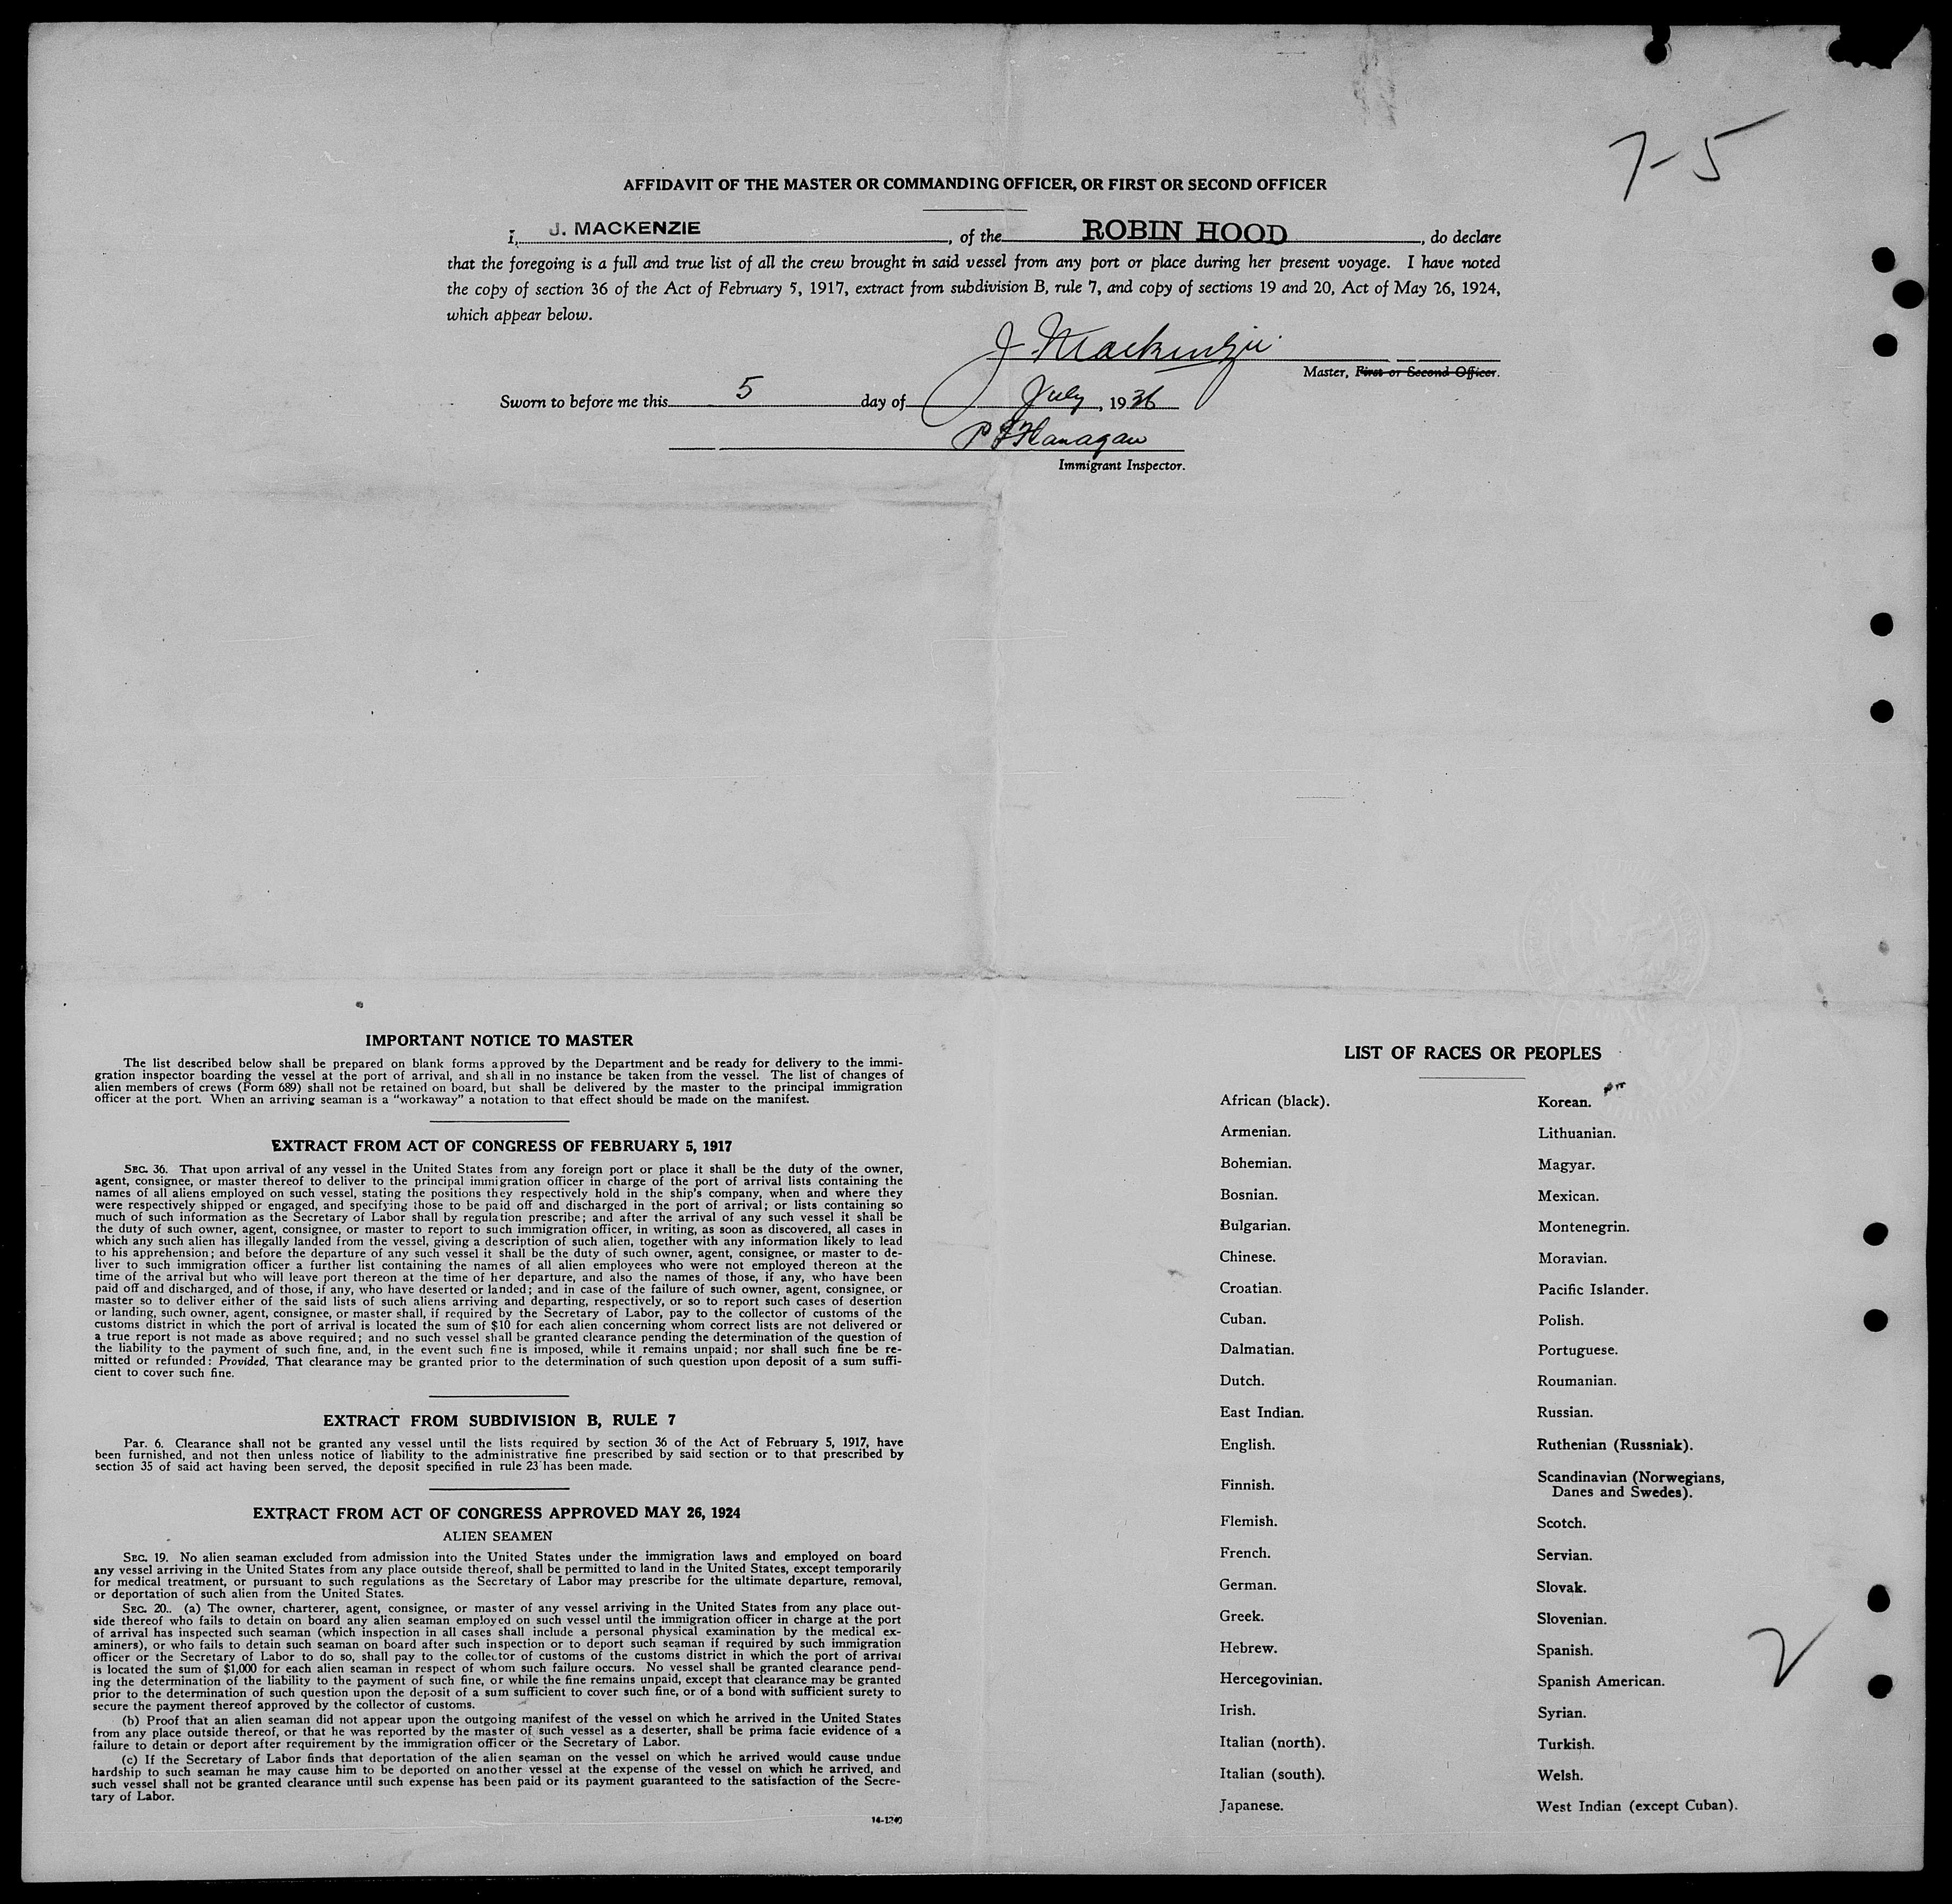 7-5
AFFIDAVIT OF THE MASTER OR COMMANDING OFFICER, OR FIRST OR SECOND OFFICER
I, J. MACKENZIE, of the ROBIN HOOD, do declare
that the foregoing is a full and true list of all the crew brought in said vessel from any port or place during her present voyage. I have noted
the copy of section 36 of the Act of February 5, 1917, extract from subdivision B, rule 7, and copy of sections 19 and 20, Act of May 26, 1924,
which appear below.
J. Mackenzie
Master, First or Second Officer.
Sworn to before me this 5 day of July, 1936
P J Flanagan
Immigrant Inspector.
IMPORTANT NOTICE TO MASTER
The list described below shall be prepared on blank forms approved by the Department and be ready for delivery to the immi-
gration inspector boarding the vessel at the port of arrival, and shall in no instance be taken from the vessel. The list of changes of
alien members of crews (Form 689) shall not be retained on board, but shall be delivered by the master to the principal immigration
officer at the port. When an arriving seaman is a "workaway" a notation to that effect should be made on the manifest.
EXTRACT FROM ACT OF CONGRESS OF FEBRUARY 5, 1917
SEC. 36. That upon arrival of any vessel in the United States from any foreign port or place it shall be the duty of the owner,
agent, consignee, or master thereof to deliver to the principal immigration officer in charge of the port of arrival lists containing the
names of all aliens employed on such vessel, stating the positions they respectively hold in the ship's company, when and where they
were respectively shipped or engaged, and specifying those to be paid off and discharged in the port of arrival; or lists containing so
much of such information as the Secretary of Labor shall by regulation prescribe; and after the arrival of any such vessel it shall be
the duty of such owner, agent, consignee, or master to report to such immigration officer, in writing, as soon as discovered, all cases in
which any such alien has illegally landed from the vessel, giving a description of such alien, together with any information likely to lead
to his apprehension; and before the departure of any such vessel it shall be the duty of such owner, agent, consignee, or master to de-
liver to such immigration officer a further list containing the names of all alien employees who were not employed thereon at the
time of the arrival but who will leave port thereon at the time of her departure, and also the names of those, if any, who have been
paid off and discharged, and of those, if any, who have deserted or landed; and in case of the failure of such owner, agent, consignee, or
master so to deliver either of the said lists of such aliens arriving and departing, respectively, or so to report such cases of desertion
or landing, such owner, agent, consignee, or master shall, if required by the Secretary of Labor, pay to the collector of customs of the
customs district in which the port of arrival is located the sum of $10 for each alien concerning whom correct lists are not delivered or
a true report is not made as above required; and no such vessel shall be granted clearance pending the determination of the question of
the liability to the payment of such fine, and, in the event such fine is imposed, while it remains unpaid; nor shall such fine be re-
mitted or refunded: Provided, That clearance may be granted prior to the determination of such question upon deposit of a sum suffi-
cient to cover such fine.
EXTRACT FROM SUBDIVISION B, RULE 7
Par. 6. Clearance shall not be granted any vessel until the lists required by section 36 of the Act of February 5, 1917, have
been furnished, and not then unless notice of liability to the administrative fine prescribed by said section or to that prescribed by
section 35 of said act having been served, the deposit specified in rule 23 has been made.
EXTRACT FROM ACT OF CONGRESS APPROVED MAY 26, 1924
ALIEN SEAMEN
SEC. 19. No alien seaman excluded from admission into the United States under the immigration laws and employed on board
any vessel arriving in the United States from any place outside thereof, shall be permitted to land in the United States, except temporarily
for medical treatment, or pursuant to such regulations as the Secretary of Labor may prescribe for the ultimate departure, removal,
or deportation of such alien from the United States.
SEC. 20.. (a) The owner, charterer, agent, consignee, or master of any vessel arriving in the United States from any place out-
side thereof who fails to detain on board any alien seaman employed on such vessel until the immigration officer in charge at the port
of arrival has inspected such seaman (which inspection in all cases shall include a personal physical examination by the medical ex-
aminers), or who fails to detain such seaman on board after such inspection or to deport such seaman if required by such immigration
officer or the Secretary of Labor to do so, shall pay to the collector of customs of the customs district in which the port of arrival
is located the sum of $1,000 for each alien seaman in respect of whom such failure occurs. No vessel shall be granted clearance pend-
ing the determination of the liability to the payment of such fine, or while the fine remains unpaid, except that clearance may be granted
prior to the determination of such question upon the deposit of a sum sufficient to cover such fine, or of a bond with sufficient surety to
secure the payment thereof approved by the collector of customs.
(b) Proof that an alien seaman did not appear upon the outgoing manifest of the vessel on which he arrived in the United States
from any place outside thereof, or that he was reported by the master of such vessel as a deserter, shall be prima facie evidence of a
failure to detain or deport after requirement by the immigration officer or the Secretary of Labor.
(c) If the Secretary of Labor finds that deportation of the alien seaman on the vessel on which he arrived would cause undue
hardship to such seaman he may cause him to be deported on another vessel at the expense of the vessel on which he arrived, and
such vessel shall not be granted clearance until such expense has been paid or its payment guaranteed to the satisfaction of the Secre-
tary of Labor.
14-1240
LIST OF RACES OR PEOPLES
African (black).
Armenian.
Bohemian.
Bosnian.
Bulgarian.
Chinese.
Croatian.
Cuban.
Dalmatian.
Dutch.
East Indian.
English.
Finnish.
Flemish.
French.
German.
Greek.
Hebrew.
Hercegovinian.
Irish.
Italian (north).
Italian (south).
Japanese.
Korean.
Lithuanian.
Magyar.
Mexican.
Montenegrin.
Moravian.
Pacific Islander.
Polish.
Portuguese.
Roumanian.
Russian.
Ruthenian (Russniak).
Scandinavian (Norwegians,
Danes and Swedes).
Scotch.
Servian.
Slovak.
Slovenian.
Spanish.
Spanish American.
Syrian.
Turkish.
Welsh.
West Indian (except Cuban).
2